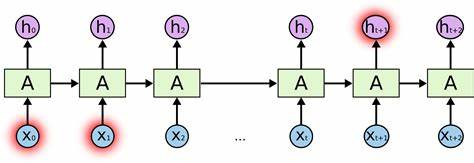 h₀ h₁ h₂ hₜ hₜ₊₁ hₜ₊₂
A A A A A A
x₀ x₁ x₂ ... xₜ xₜ₊₁ xₜ₊₂